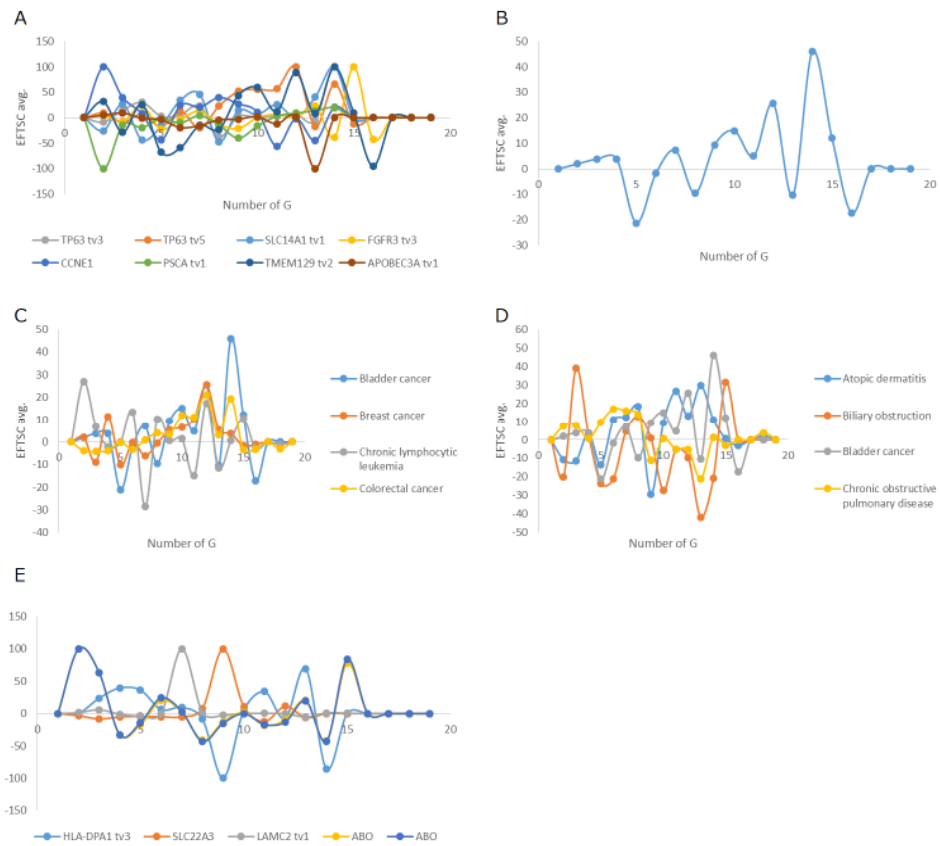 A
150
100
50
0
-50
-100
-150
EFTSC avg.
0
5
10
15
20
Number of G
TP63 tv3
TP63 tv5
SLC14A1 tv1
FGFR3 tv3
CCNE1
PSCA tv1
TMEM129 tv2
APOBEC3A tv1
B
50
40
30
20
10
0
-10
-20
-30
EFTSC avg.
0
5
10
15
20
Number of G
C
50
40
30
20
10
0
-10
-20
-30
-40
EFTSC avg.
0
5
10
15
20
Number of G
Bladder cancer
Breast cancer
Chronic lymphocytic
leukemia
Colorectal cancer
D
60
50
40
30
20
10
0
-10
-20
-30
-40
-50
EFTSC avg.
0
5
10
15
20
Number of G
Atopic dermatitis
Biliary obstruction
Bladder cancer
Chronic obstructive
pulmonary disease
E
150
100
50
0
-50
-100
-150
0
5
10
15
20
HLA-DPA1 tv3
SLC22A3
LAMC2 tv1
ABO
ABO